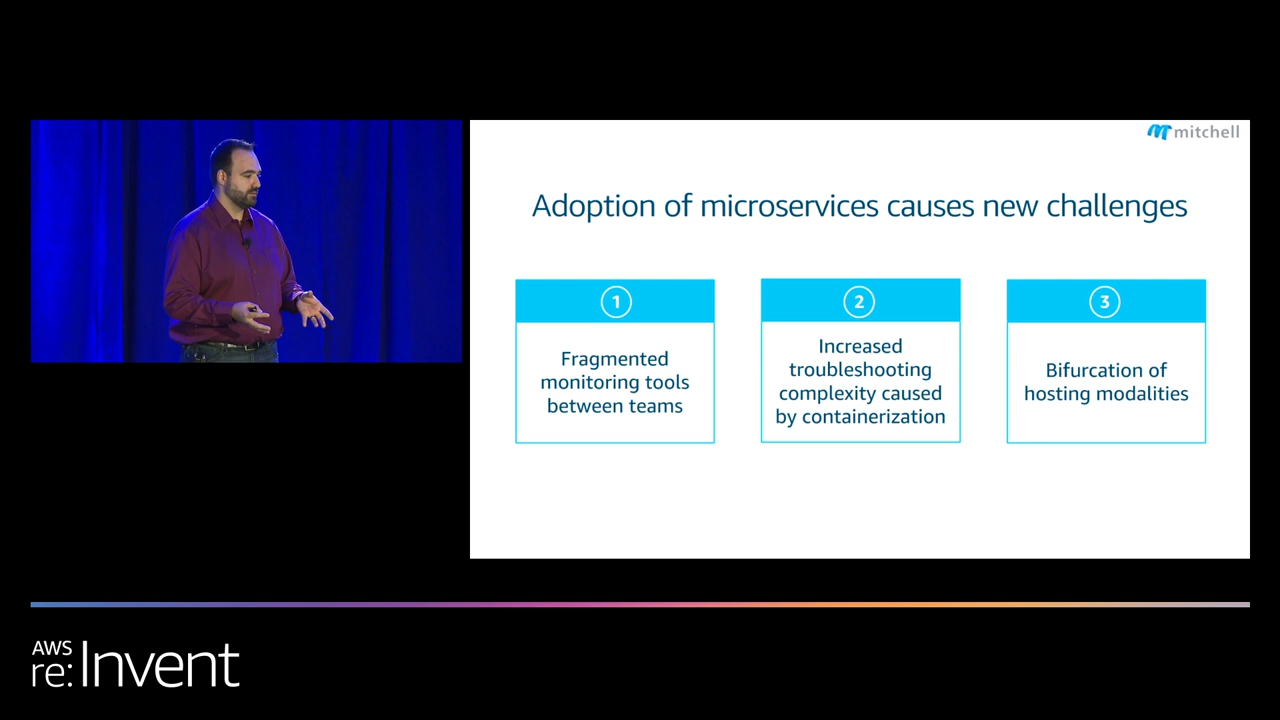 mitchell
Adoption of microservices causes new challenges
1
Fragmented
monitoring tools
between teams
2
Increased
troubleshooting
complexity caused
by containerization
3
Bifurcation of
hosting modalities
AWS
re:Invent